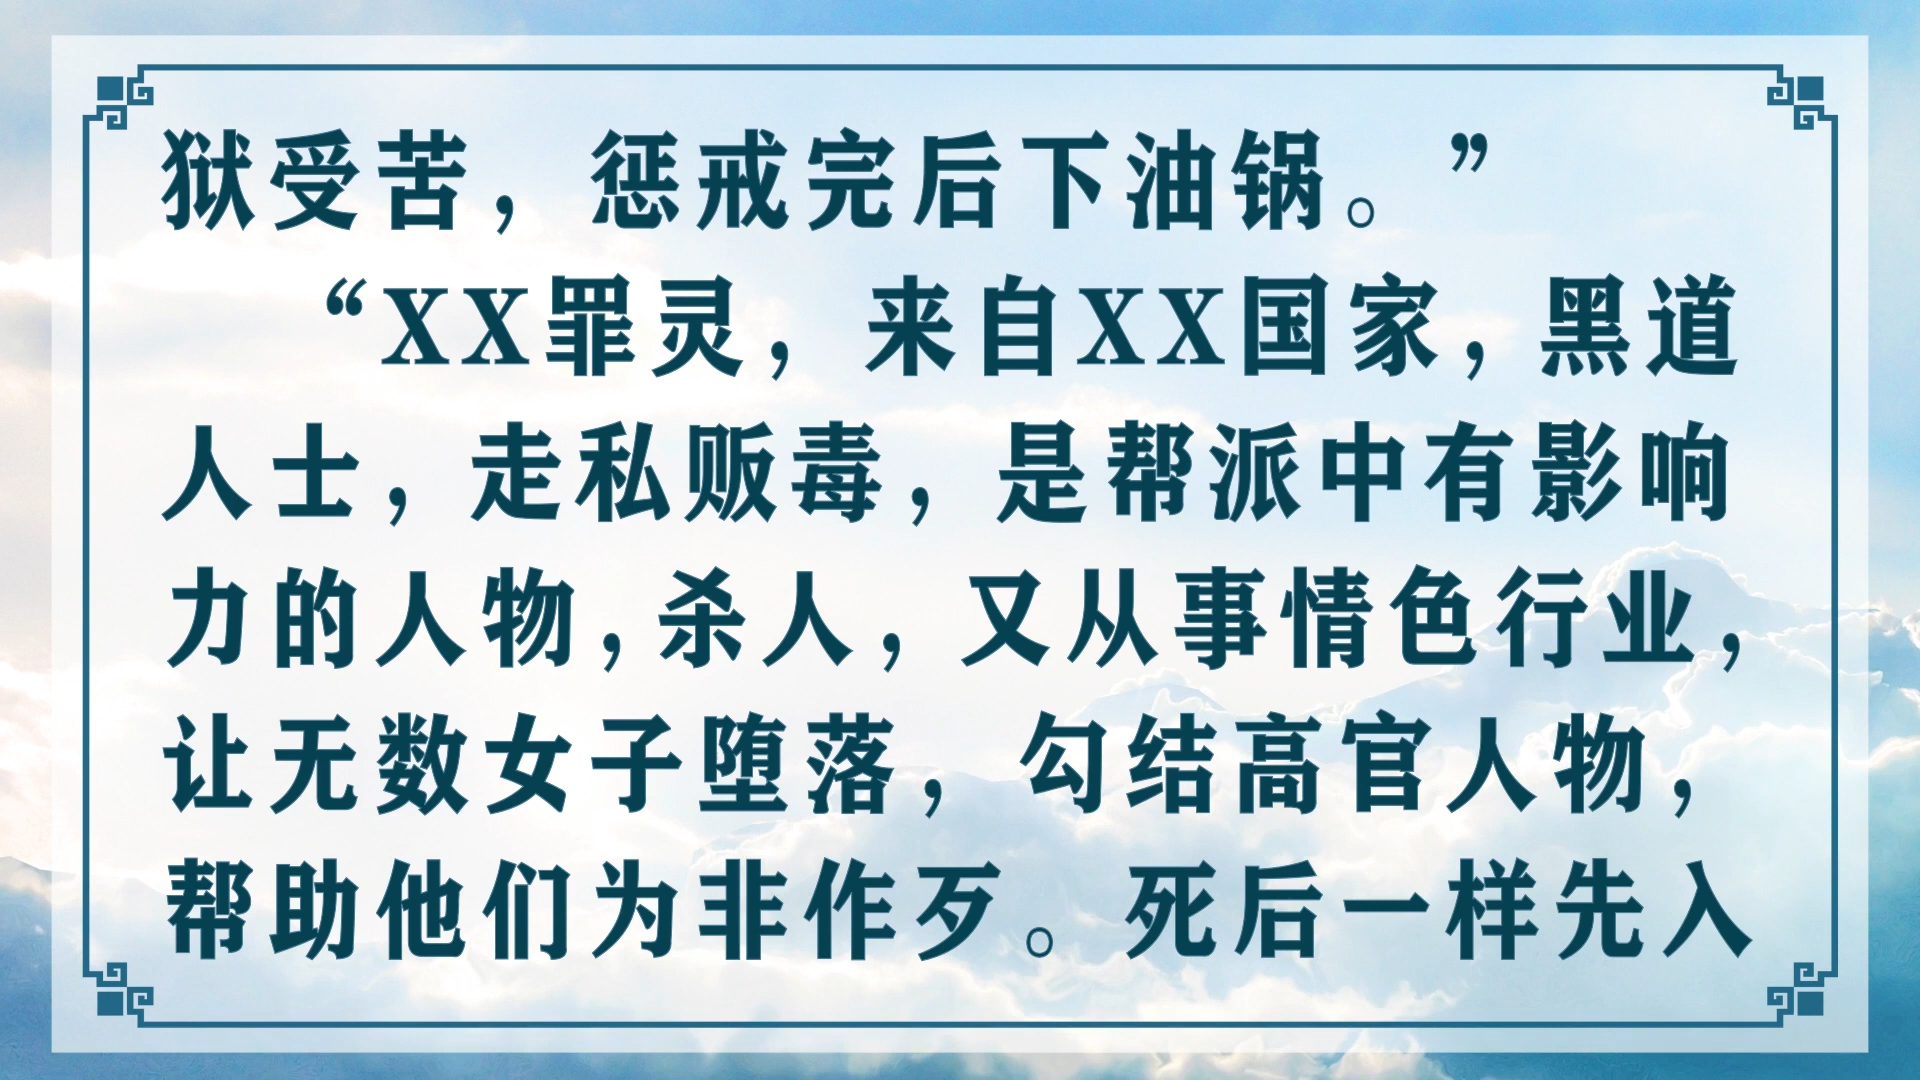 狱受苦，惩戒完后下油锅。”
“XX罪灵，来自XX国家，黑道
人士，走私贩毒，是帮派中有影响
力的人物，杀人，又从事情色行业，
让无数女子堕落，勾结高官人物，
帮助他们为非作歹。死后一样先入